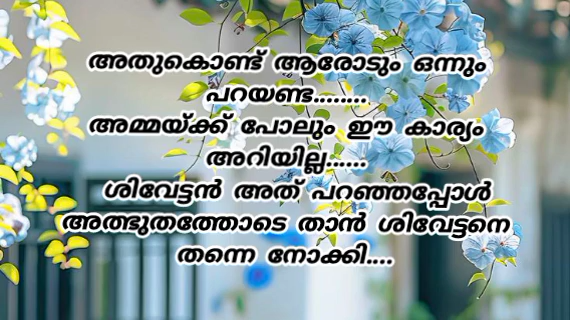 അതുകൊണ്ട് ആരോടും ഒന്നും
പറയണ്ട........
അമ്മയ്ക്ക് പോലും ഈ കാര്യം
അറിയില്ല......
ശിവേട്ടൻ അത് പറഞ്ഞപ്പോൾ
അത്ഭുതത്തോടെ താൻ ശിവേട്ടനെ
തന്നെ നോക്കി....